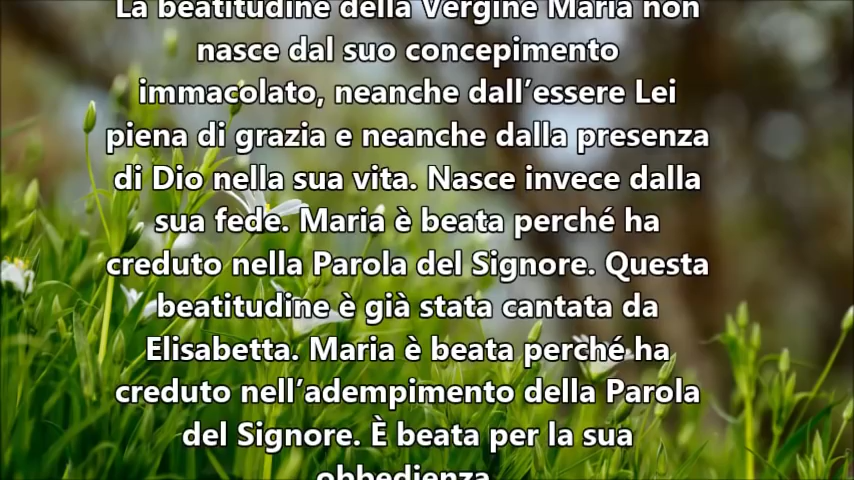 La beatitudine della Vergine Maria non
nasce dal suo concepimento
immacolato, neanche dall’essere Lei
piena di grazia e neanche dalla presenza
di Dio nella sua vita. Nasce invece dalla
sua fede. Maria è beata perché ha
creduto nella Parola del Signore. Questa
beatitudine è già stata cantata da
Elisabetta. Maria è beata perché ha
creduto nell’adempimento della Parola
del Signore. È beata per la sua
obbedienza